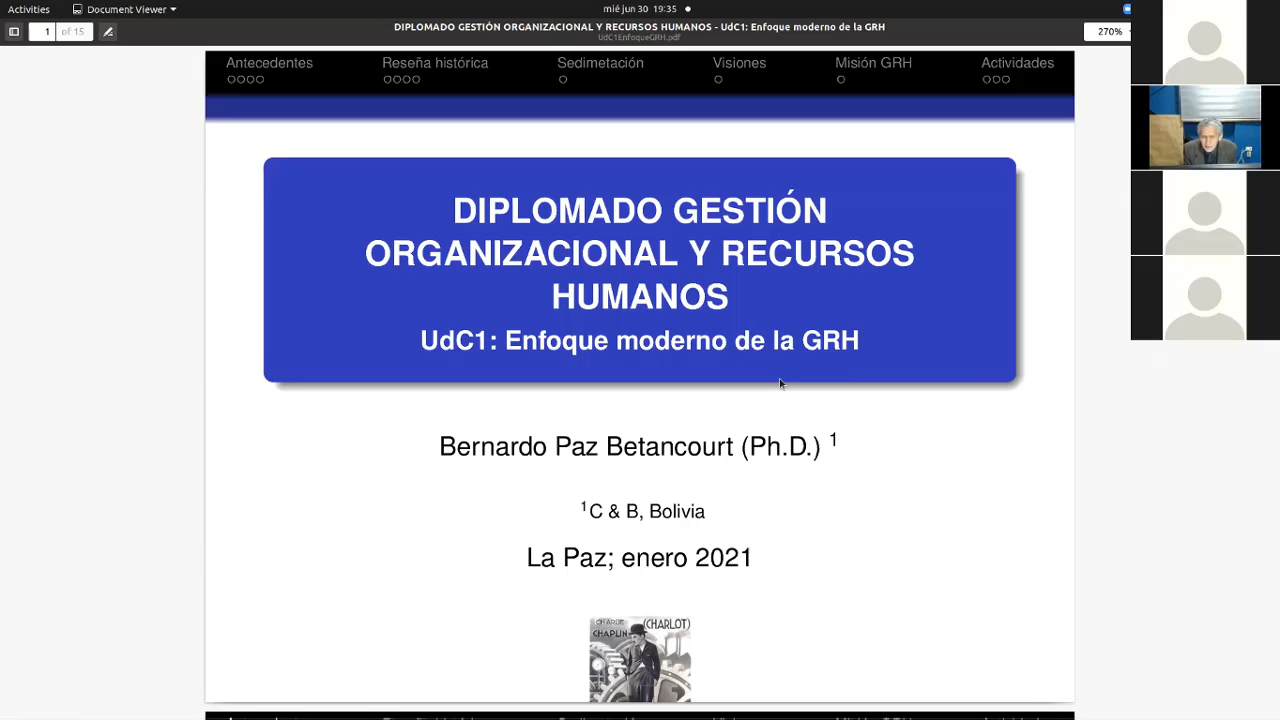 Activities
Document Viewer
mié jun 30 19:35
1
of 15
DIPLOMADO GESTIÓN ORGANIZACIONAL Y RECURSOS HUMANOS - UdC1: Enfoque moderno de la GRH
UdC1EnfoqueGRH.pdf
270%
Antecedentes
Reseña histórica
Sedimetación
Visiones
Misión GRH
Actividades
DIPLOMADO GESTIÓN
ORGANIZACIONAL Y RECURSOS
HUMANOS
UdC1: Enfoque moderno de la GRH
Bernardo Paz Betancourt (Ph.D.) 1
1C & B, Bolivia
La Paz; enero 2021
CHARLIE
CHAPLIN
(CHARLOT)